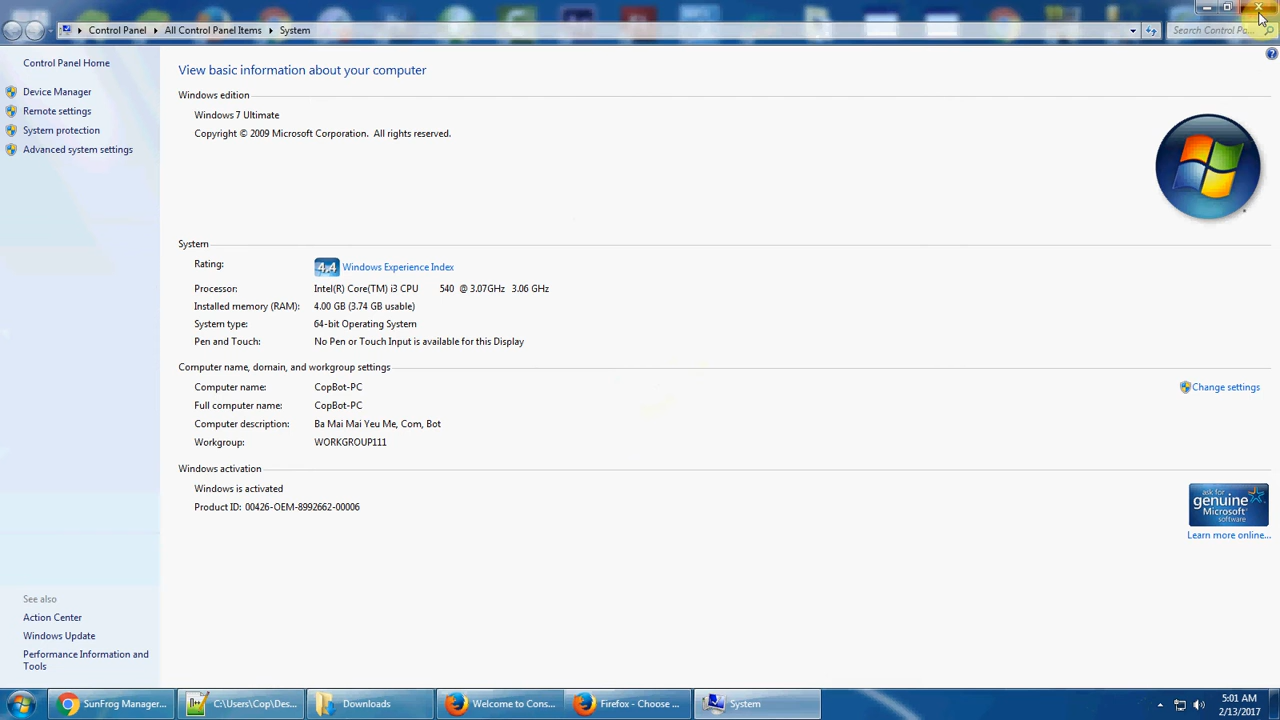 Control Panel All Control Panel Items System
Search Control Pa...
Control Panel Home
Device Manager
Remote settings
System protection
Advanced system settings
View basic information about your computer
Windows edition
Windows 7 Ultimate
Copyright © 2009 Microsoft Corporation. All rights reserved.
System
Rating: 4.4 Windows Experience Index
Processor: Intel(R) Core(TM) i3 CPU 540 @ 3.07GHz 3.06 GHz
Installed memory (RAM): 4.00 GB (3.74 GB usable)
System type: 64-bit Operating System
Pen and Touch: No Pen or Touch Input is available for this Display
Computer name, domain, and workgroup settings
Computer name: CopBot-PC
Change settings
Full computer name: CopBot-PC
Computer description: Ba Mai Mai Yeu Me, Com, Bot
Workgroup: WORKGROUP111
Windows activation
Windows is activated
Product ID: 00426-OEM-8992662-00006
ask for
genuine
Microsoft
software
Learn more online...
See also
Action Center
Windows Update
Performance Information and
Tools
SunFrog Manager...
C:\Users\Cop\Des...
Downloads
Welcome to Cons...
Firefox - Choose ...
System
5:01 AM
2/13/2017